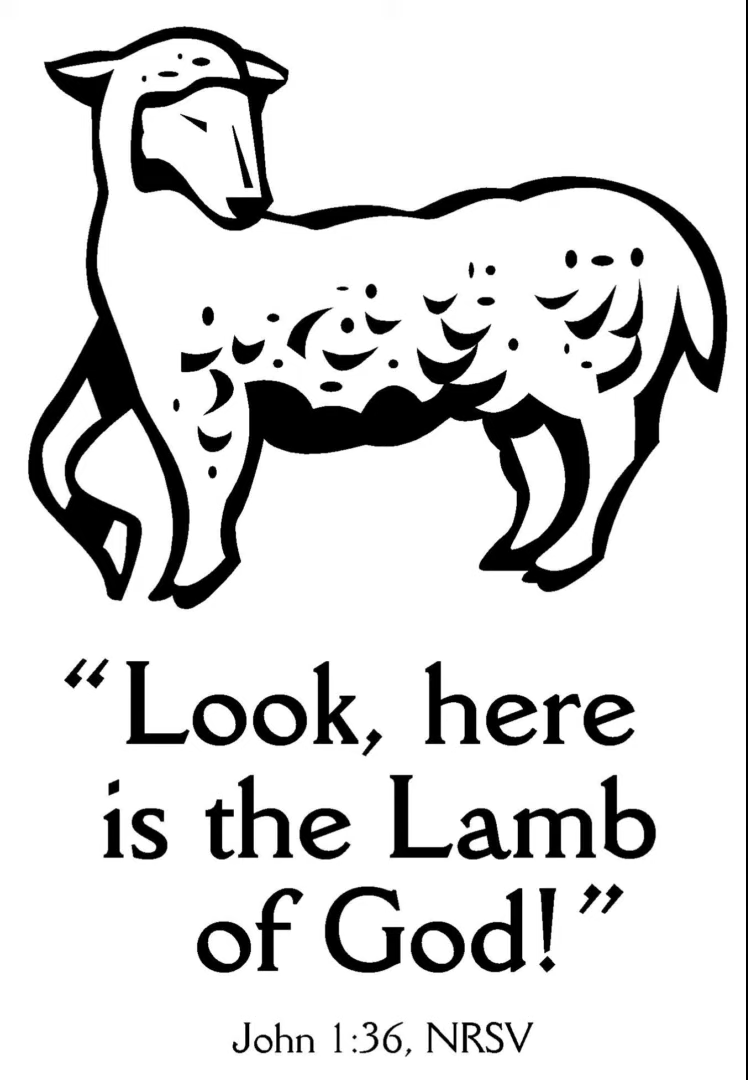 “Look, here
is the Lamb
of God!”
John 1:36, NRSV